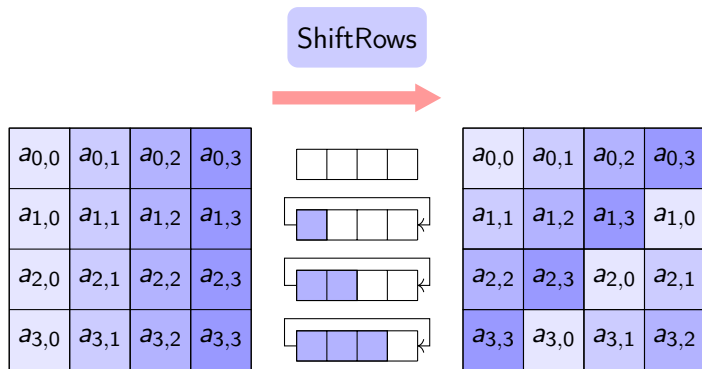 ShiftRows
a0,0 a0,1 a0,2 a0,3 a0,0 a0,1 a0,2 a0,3
a1,0 a1,1 a1,2 a1,3 a1,1 a1,2 a1,3 a1,0
a2,0 a2,1 a2,2 a2,3 a2,2 a2,3 a2,0 a2,1
a3,0 a3,1 a3,2 a3,3 a3,3 a3,0 a3,1 a3,2